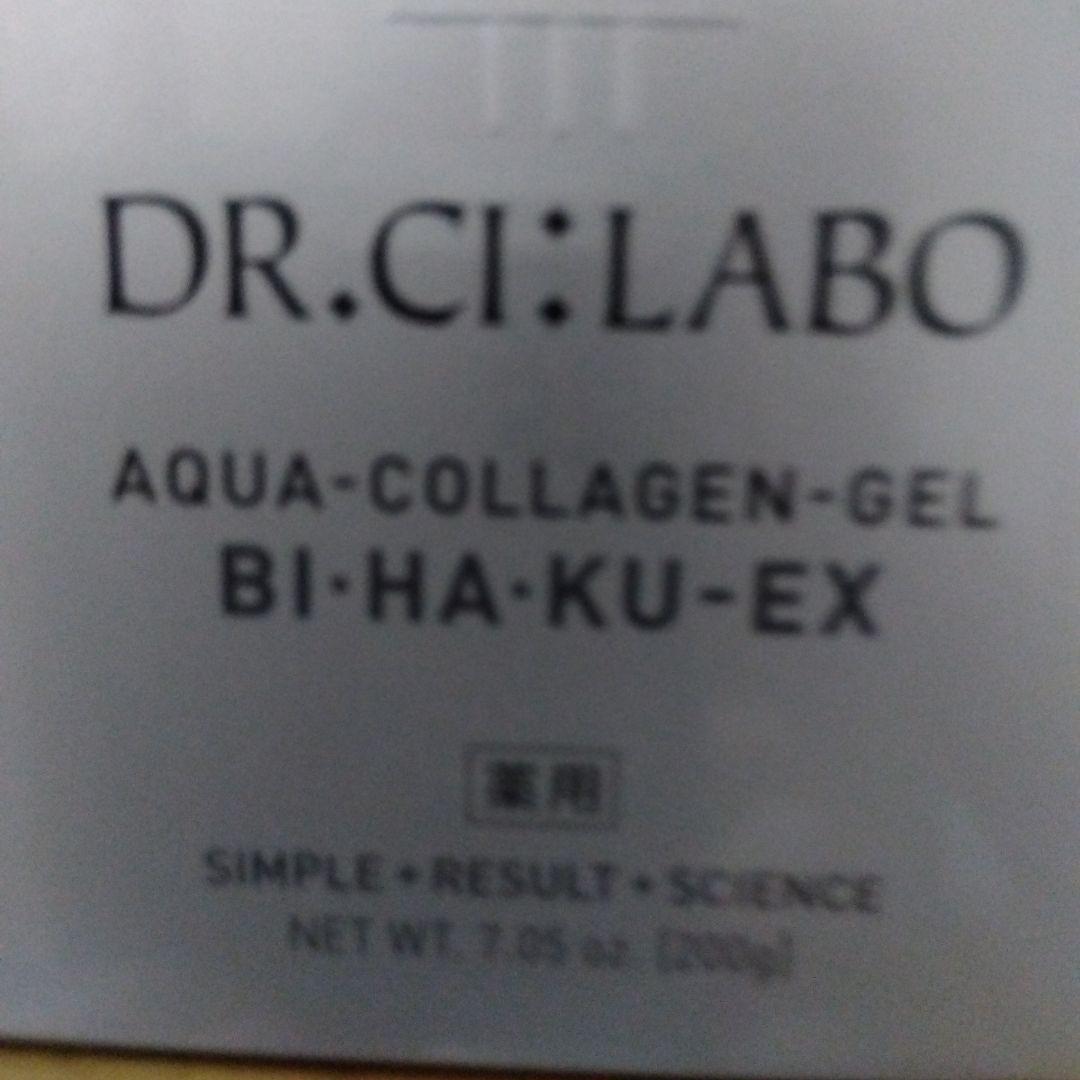 DR.CI:LABO
AQUA-COLLAGEN-GEL
BI·HA·KU-EX
薬用
SIMPLE + RESULT + SCIENCE
NET WT. 7.05 oz. [200g]